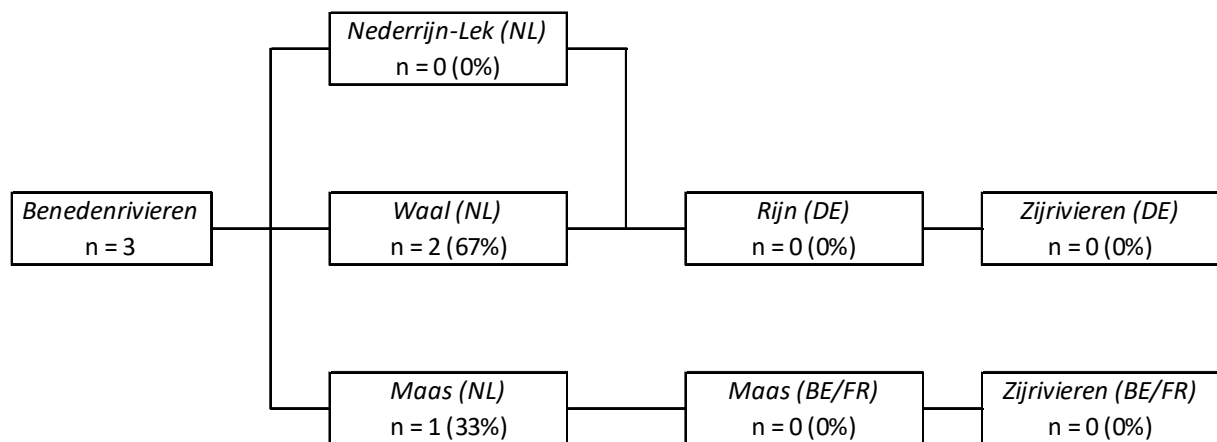 Nederrijn-Lek (NL)
n = 0 (0%)
Benedenrivieren
n = 3
Waal (NL)
n = 2 (67%)
Rijn (DE)
n = 0 (0%)
Zijrivieren (DE)
n = 0 (0%)
Maas (NL)
n = 1 (33%)
Maas (BE/FR)
n = 0 (0%)
Zijrivieren (BE/FR)
n = 0 (0%)